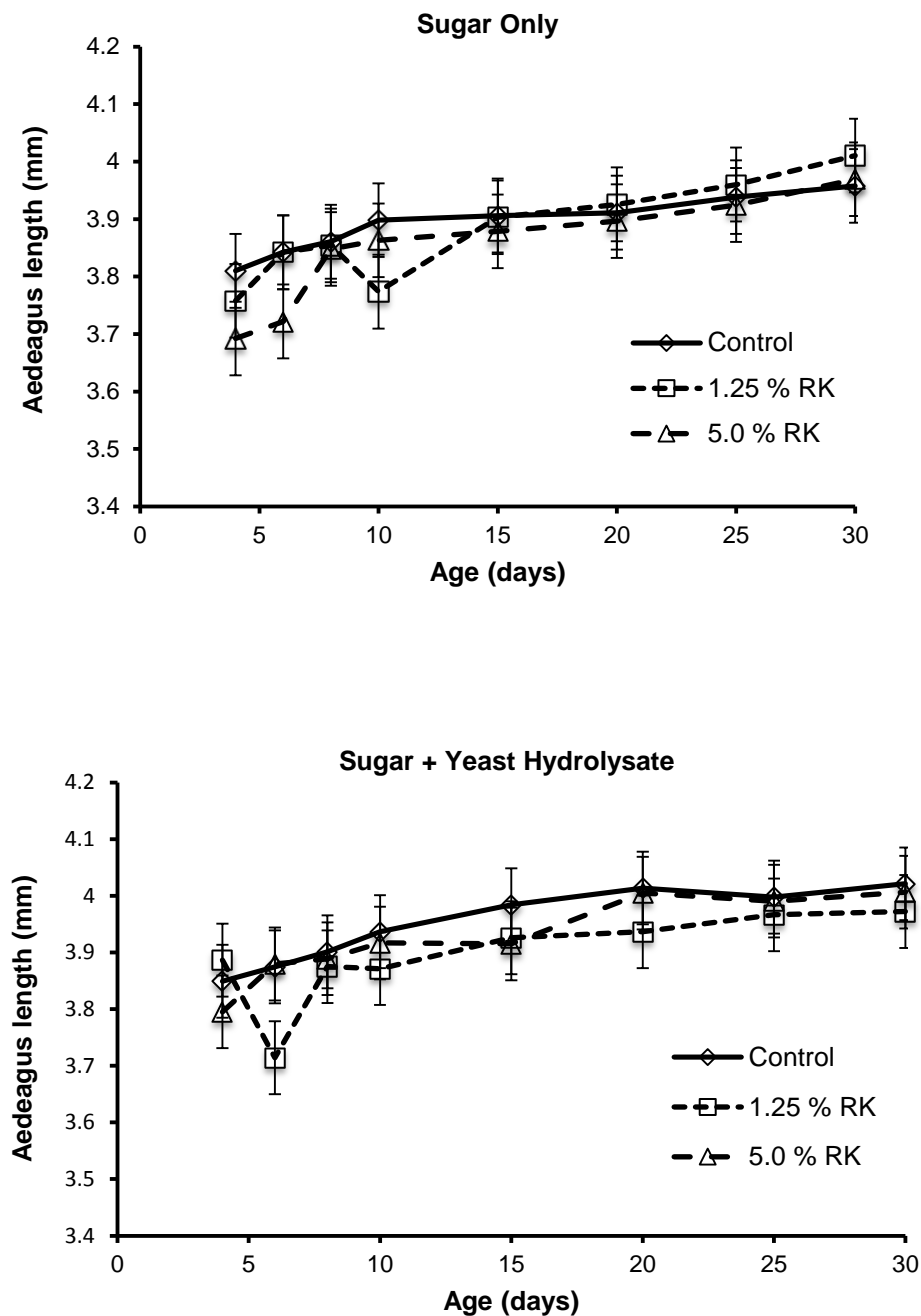 Sugar Only
4.2
4.1
4
3.9
3.8
3.7
3.6
3.5
3.4
Aedeagus length (mm)
Control
1.25 % RK
5.0 % RK
0 5 10 15 20 25 30
Age (days)
Sugar + Yeast Hydrolysate
4.2
4.1
4
3.9
3.8
3.7
3.6
3.5
3.4
Aedeagus length (mm)
Control
1.25 % RK
5.0 % RK
0 5 10 15 20 25 30
Age (days)